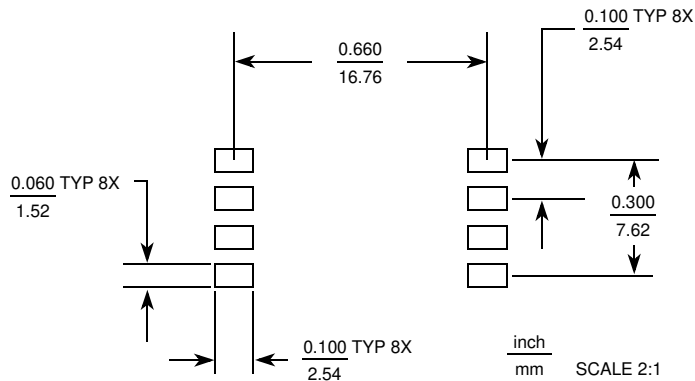 0.100 TYP 8X
2.54
0.660
16.76
0.060 TYP 8X
1.52
0.300
7.62
0.100 TYP 8X
2.54
inch
mm
SCALE 2:1